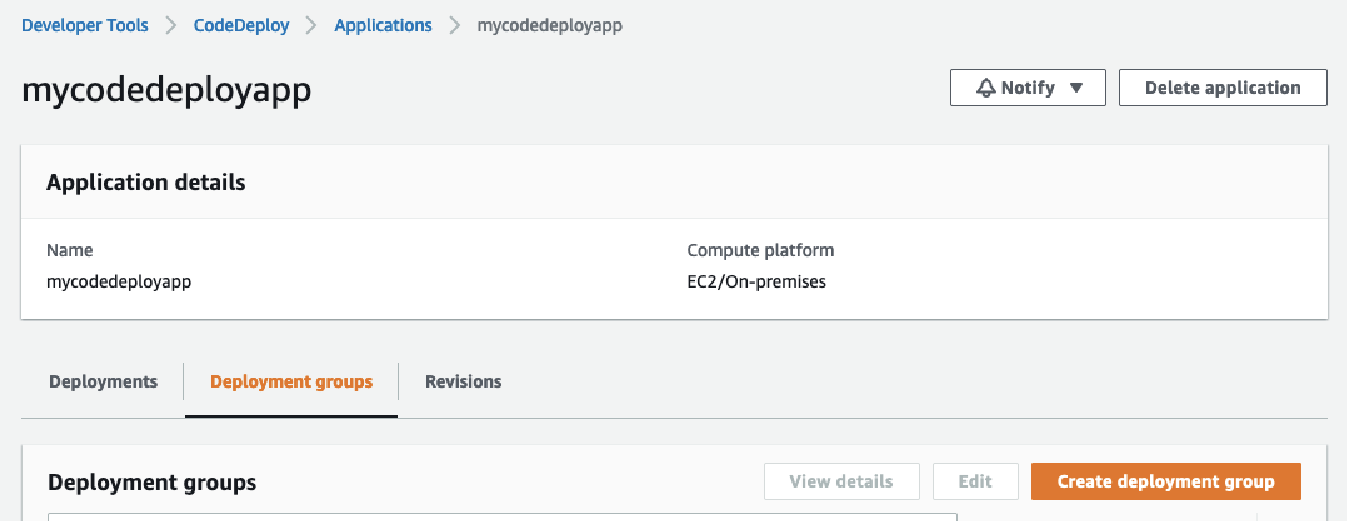 Developer Tools CodeDeploy Applications mycodedeployapp
mycodedeployapp Notify Delete application
Application details
Name Compute platform
mycodedeployapp EC2/On-premises
Deployments Deployment groups Revisions
Deployment groups View details Edit Create deployment group